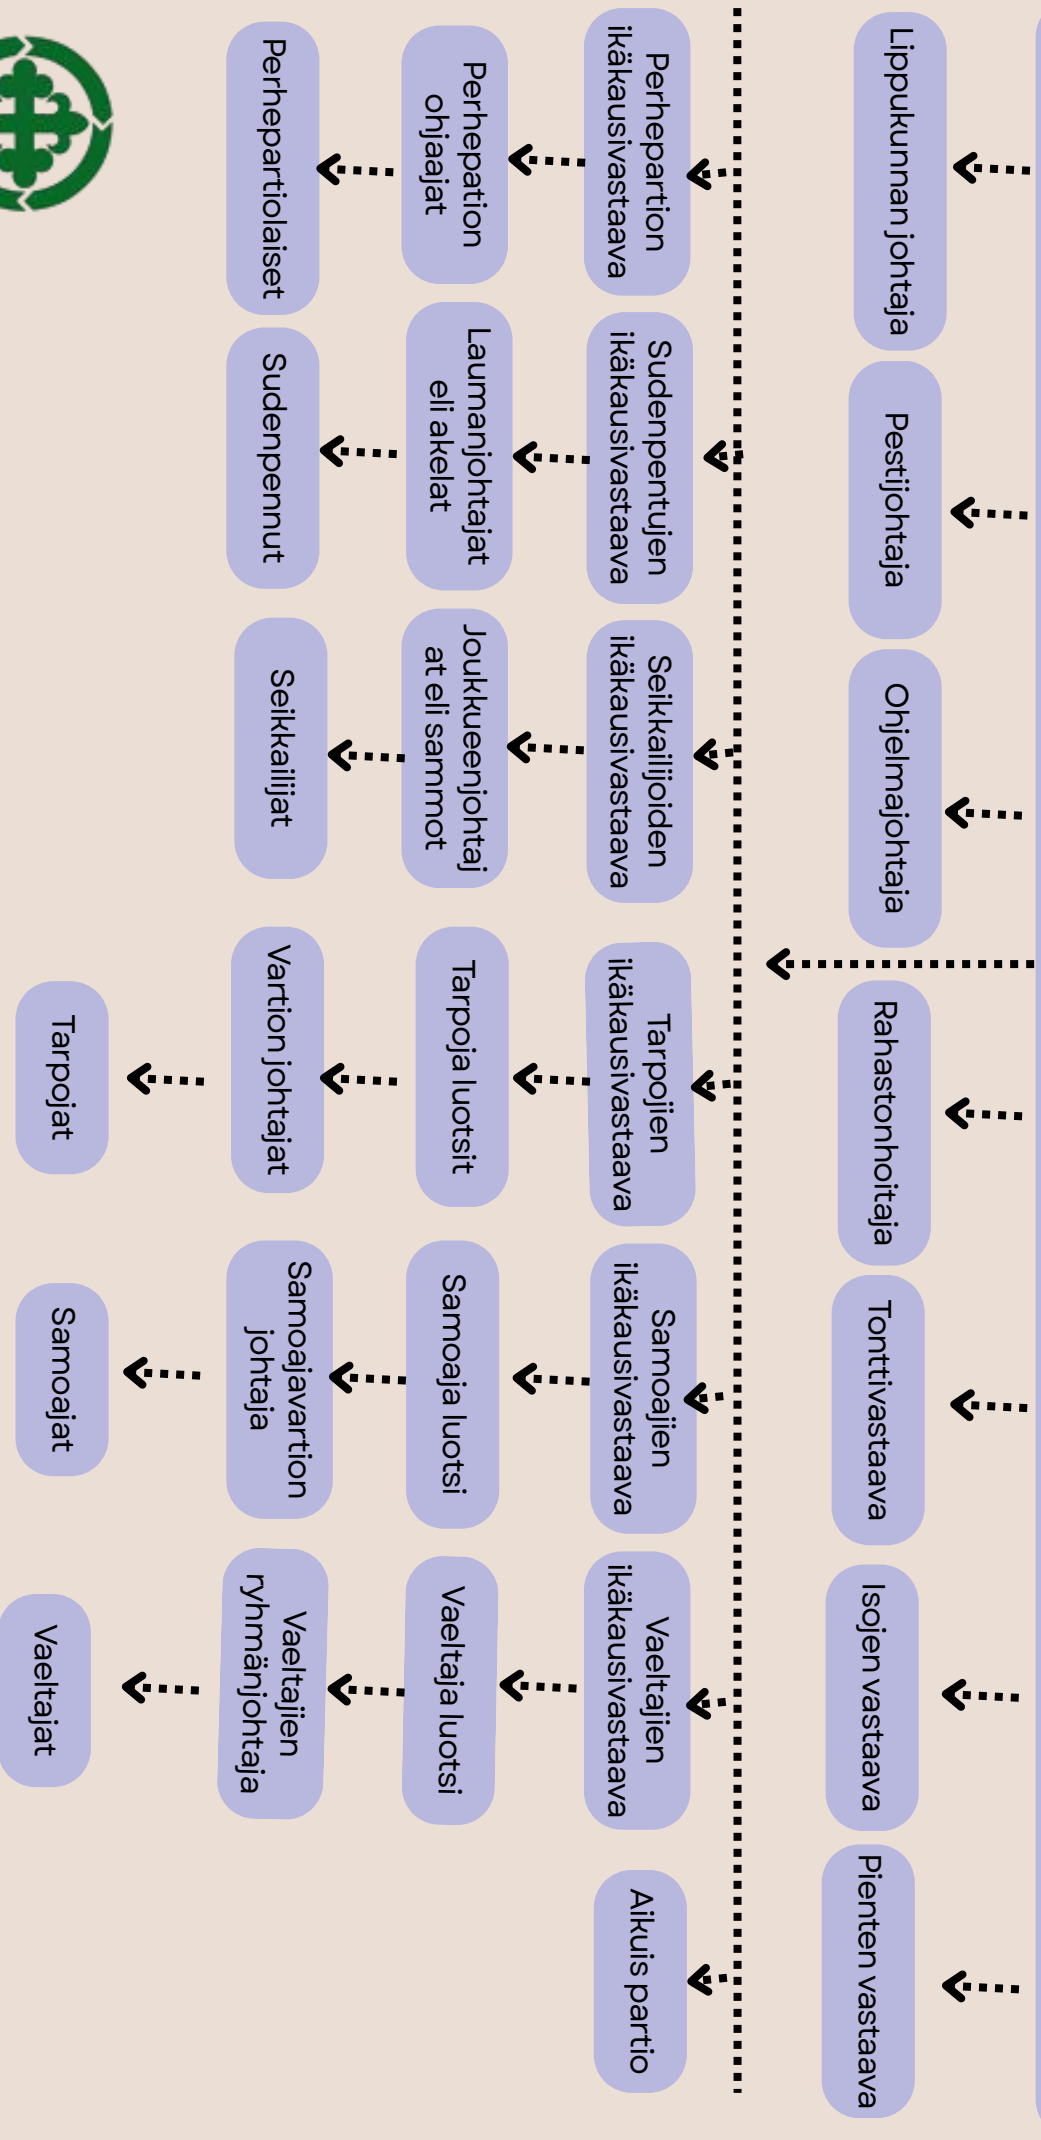 Lippukunnan johtaja
Pestijohtaja
Ohjelmajohtaja
Rahastonhoitaja
Tonttivastaava
Isojen vastaava
Pienten vastaava
Perhepartion
ikäkausivastaava
Sudenpentujen
ikäkausivastaava
Seikkailijoiden
ikäkausivastaava
Tarpojien
ikäkausivastaava
Samoajien
ikäkausivastaava
Vaeltajien
ikäkausivastaava
Aikuis partio
Perhepation
ohjaajat
Laumanjohtajat
eli akelat
Joukkueenjohtaj
at eli sammot
Tarpoja luotsit
Samoaja luotsi
Vaeltaja luotsi
Perhepartiolaiset
Sudenpennut
Seikkailijat
Vartion johtajat
Samoajavartion
johtaja
Vaeltajien
ryhmänjohtaja
Tarpojat
Samoajat
Vaeltajat